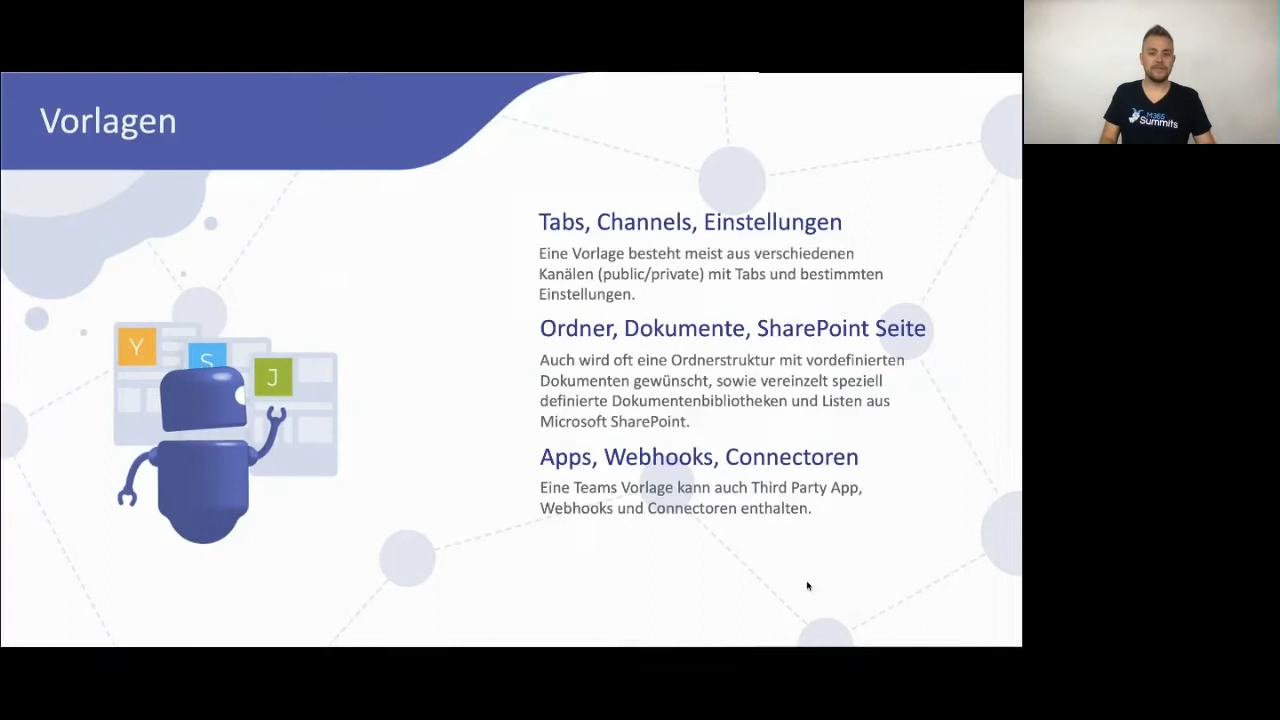 Vorlagen
Tabs, Channels, Einstellungen
Eine Vorlage besteht meist aus verschiedenen
Kanälen (public/private) mit Tabs und bestimmten
Einstellungen.
Ordner, Dokumente, SharePoint Seite
Auch wird oft eine Ordnerstruktur mit vordefinierten
Dokumenten gewünscht, sowie vereinzelt speziell
definierte Dokumentenbibliotheken und Listen aus
Microsoft SharePoint.
Apps, Webhooks, Connectoren
Eine Teams Vorlage kann auch Third Party App,
Webhooks und Connectoren enthalten.
Y
S
J
M365
Summits